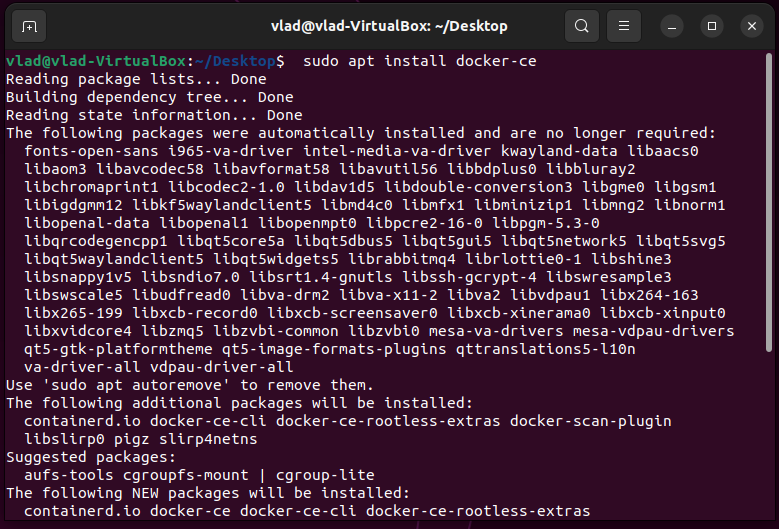 vlad@vlad-VirtualBox: ~/Desktop
vlad@vlad-VirtualBox:~/Desktop$  sudo apt install docker-ce
Reading package lists... Done
Building dependency tree... Done
Reading state information... Done
The following packages were automatically installed and are no longer required:
  fonts-open-sans i965-va-driver intel-media-va-driver kwayland-data libaacs0
  libaom3 libavcodec58 libavformat58 libavutil56 libbdplus0 libbluray2
  libchromaprint1 libcodec2-1.0 libdav1d5 libdouble-conversion3 libgme0 libgsm1
  libigdgmm12 libkf5waylandclient5 libmd4c0 libmfx1 libminizip1 libmng2 libnorm1
  libopenal-data libopenal1 libopenmpt0 libpcre2-16-0 libpgm-5.3-0
  libqrcodegencpp1 libqt5core5a libqt5dbus5 libqt5gui5 libqt5network5 libqt5svg5
  libqt5waylandclient5 libqt5widgets5 librabbitmq4 librlottie0-1 libshine3
  libsnappy1v5 libsndio7.0 libsrt1.4-gnutls libssh-gcrypt-4 libswresample3
  libswscale5 libudfread0 libva-drm2 libva-x11-2 libva2 libvdpau1 libx264-163
  libx265-199 libxcb-record0 libxcb-screensaver0 libxcb-xinerama0 libxcb-xinput0
  libxvidcore4 libzmq5 libzvbi-common libzvbi0 mesa-va-drivers mesa-vdpau-drivers
  qt5-gtk-platformtheme qt5-image-formats-plugins qttranslations5-l10n
  va-driver-all vdpau-driver-all
Use 'sudo apt autoremove' to remove them.
The following additional packages will be installed:
  containerd.io docker-ce-cli docker-ce-rootless-extras docker-scan-plugin
  libslirp0 pigz slirp4netns
Suggested packages:
  aufs-tools cgroupfs-mount | cgroup-lite
The following NEW packages will be installed:
  containerd.io docker-ce docker-ce-cli docker-ce-rootless-extras